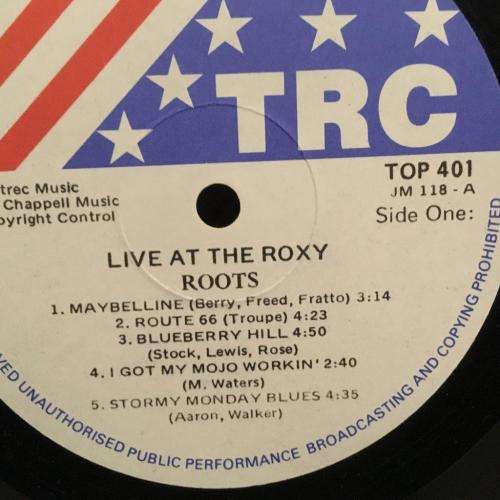 TRC
TOP 401
JM 118 - A
Side One:
trec Music
Chappell Music
pyright Control
LIVE AT THE ROXY
ROOTS
1. MAYBELLINE (Berry, Freed, Fratto) 3:14
2. ROUTE 66 (Troupe) 4:23
3. BLUEBERRY HILL 4:50
(Stock, Lewis, Rose)
4. I GOT MY MOJO WORKIN' 2:40
(M. Waters)
5. STORMY MONDAY BLUES 4:35
(Aaron, Walker)
VED UNAUTHORISED PUBLIC PERFORMANCE BROADCASTING AND COPYING PROHIBITED